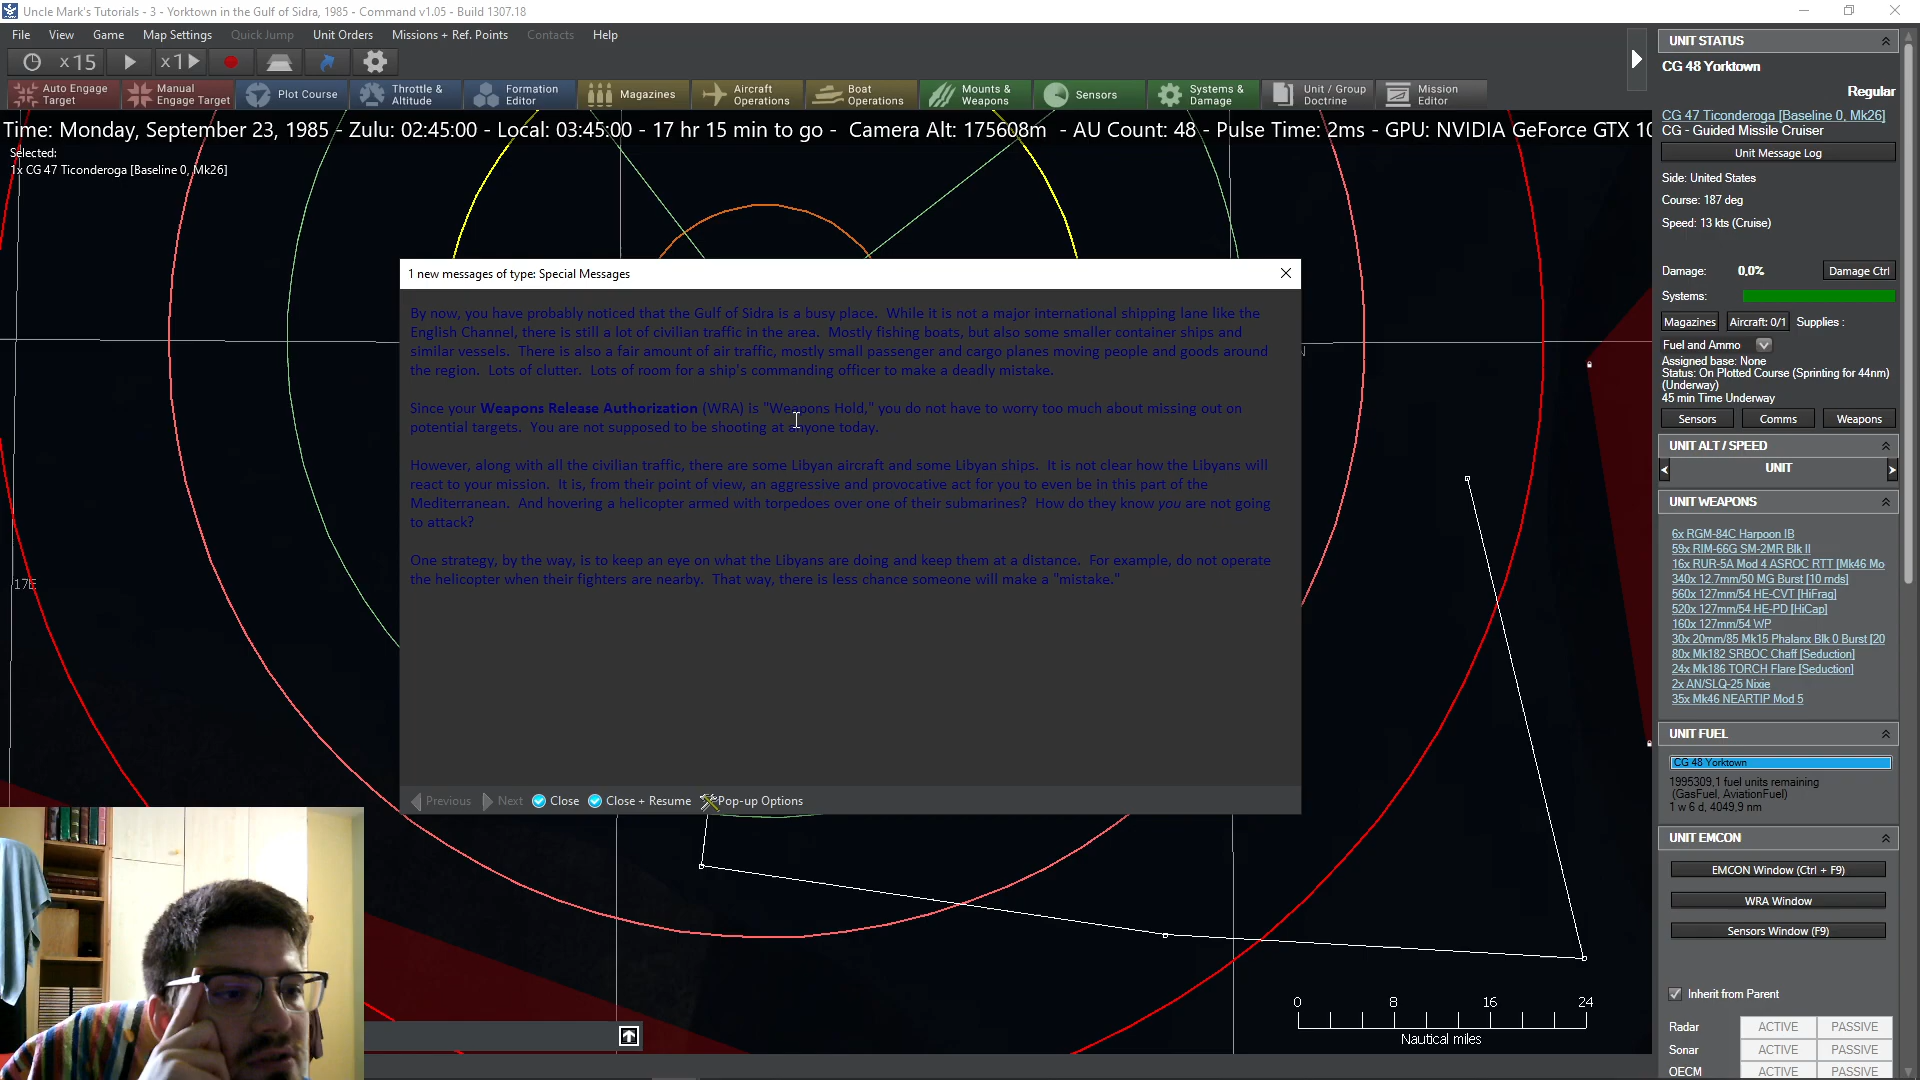 Uncle Mark's Tutorials - 3 - Yorktown in the Gulf of Sidra, 1985 - Command v1.05 - Build 1307.18
File View Game Map Settings Quick Jump Unit Orders Missions + Ref. Points Contacts Help
x 15 x1
Auto Engage Target
Manual Engage Target
Plot Course
Throttle & Altitude
Formation Editor
Magazines
Aircraft Operations
Boat Operations
Mounts & Weapons
Sensors
Systems & Damage
Unit / Group Doctrine
Mission Editor
Time: Monday, September 23, 1985 - Zulu: 02:45:00 - Local: 03:45:00 - 17 hr 15 min to go - Camera Alt: 175608m - AU Count: 48 - Pulse Time: 2ms - GPU: NVIDIA GeForce GTX 10
Selected:
1x CG 47 Ticonderoga [Baseline 0, Mk26]
1 new messages of type: Special Messages
By now, you have probably noticed that the Gulf of Sidra is a busy place. While it is not a major international shipping lane like the
English Channel, there is still a lot of civilian traffic in the area. Mostly fishing boats, but also some smaller container ships and
similar vessels. There is also a fair amount of air traffic, mostly small passenger and cargo planes moving people and goods around
the region. Lots of clutter. Lots of room for a ship's commanding officer to make a deadly mistake.
Since your Weapons Release Authorization (WRA) is "Weapons Hold," you do not have to worry too much about missing out on
potential targets. You are not supposed to be shooting at anyone today.
However, along with all the civilian traffic, there are some Libyan aircraft and some Libyan ships. It is not clear how the Libyans will
react to your mission. It is, from their point of view, an aggressive and provocative act for you to even be in this part of the
Mediterranean. And hovering a helicopter armed with torpedoes over one of their submarines? How do they know you are not going
to attack?
One strategy, by the way, is to keep an eye on what the Libyans are doing and keep them at a distance. For example, do not operate
the helicopter when their fighters are nearby. That way, there is less chance someone will make a "mistake."
Previous Next Close Close + Resume Pop-up Options
17E
N
0 8 16 24
Nautical miles
UNIT STATUS
CG 48 Yorktown
Regular
CG 47 Ticonderoga [Baseline 0, Mk26]
CG - Guided Missile Cruiser
Unit Message Log
Side: United States
Course: 187 deg
Speed: 13 kts (Cruise)
Damage: 0,0% Damage Ctrl
Systems:
Magazines Aircraft: 0/1 Supplies :
Fuel and Ammo
Assigned base: None
Status: On Plotted Course (Sprinting for 44nm)
(Underway)
45 min Time Underway
Sensors Comms Weapons
UNIT ALT / SPEED
UNIT
UNIT WEAPONS
6x RGM-84C Harpoon IB
59x RIM-66G SM-2MR Blk II
16x RUR-5A Mod 4 ASROC RTT [Mk46 Mo
340x 12.7mm/50 MG Burst [10 rnds]
560x 127mm/54 HE-CVT [HiFrag]
520x 127mm/54 HE-PD [HiCap]
160x 127mm/54 WP
30x 20mm/85 Mk15 Phalanx Blk 0 Burst [20
80x Mk182 SRBOC Chaff [Seduction]
24x Mk186 TORCH Flare [Seduction]
2x AN/SLQ-25 Nixie
35x Mk46 NEARTIP Mod 5
UNIT FUEL
CG 48 Yorktown
1995309,1 fuel units remaining
(GasFuel, AviationFuel)
1 w 6 d, 4049,9 nm
UNIT EMCON
EMCON Window (Ctrl + F9)
WRA Window
Sensors Window (F9)
Inherit from Parent
Radar ACTIVE PASSIVE
Sonar ACTIVE PASSIVE
OECM ACTIVE PASSIVE